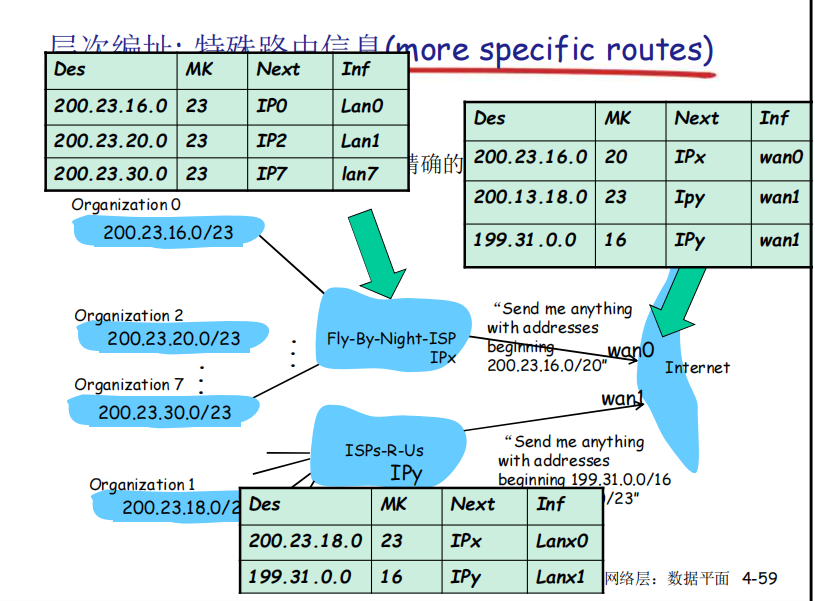 层次编址: 特殊路由信息(more specific routes)
Des MK Next Inf
200.23.16.0 23 IP0 Lan0
200.23.20.0 23 IP2 Lan1
200.23.30.0 23 IP7 lan7
精确的
Des MK Next Inf
200.23.16.0 20 IPx wan0
200.13.18.0 23 Ipy wan1
199.31.0.0 16 IPy wan1
Organization 0
200.23.16.0/23
Organization 2
200.23.20.0/23
Organization 7
200.23.30.0/23
Organization 1
200.23.18.0/2
Fly-By-Night-ISP
IPx
“Send me anything
with addresses
beginning
200.23.16.0/20”
wan0
Internet
wan1
ISPs-R-Us
IPy
“Send me anything
with addresses
beginning 199.31.0.0/16
/23”
Des MK Next Inf
200.23.18.0 23 IPx Lanx0
199.31.0.0 16 IPy Lanx1
网络层：数据平面 4-59